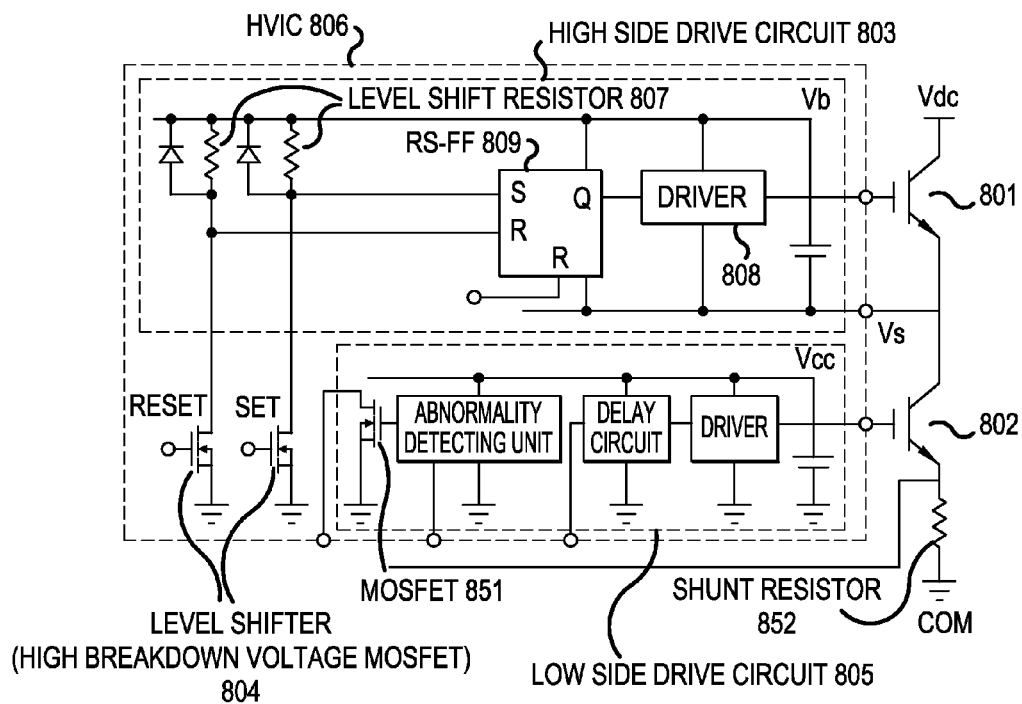 HVIC 806
HIGH SIDE DRIVE CIRCUIT 803
LEVEL SHIFT RESISTOR 807
Vb
Vdc
RS-FF 809
S
Q
R
R
DRIVER
808
801
Vs
Vcc
RESET
SET
ABNORMALITY
DETECTING UNIT
DELAY
CIRCUIT
DRIVER
802
MOSFET 851
SHUNT RESISTOR
852
COM
LEVEL SHIFTER
(HIGH BREAKDOWN VOLTAGE MOSFET)
804
LOW SIDE DRIVE CIRCUIT 805